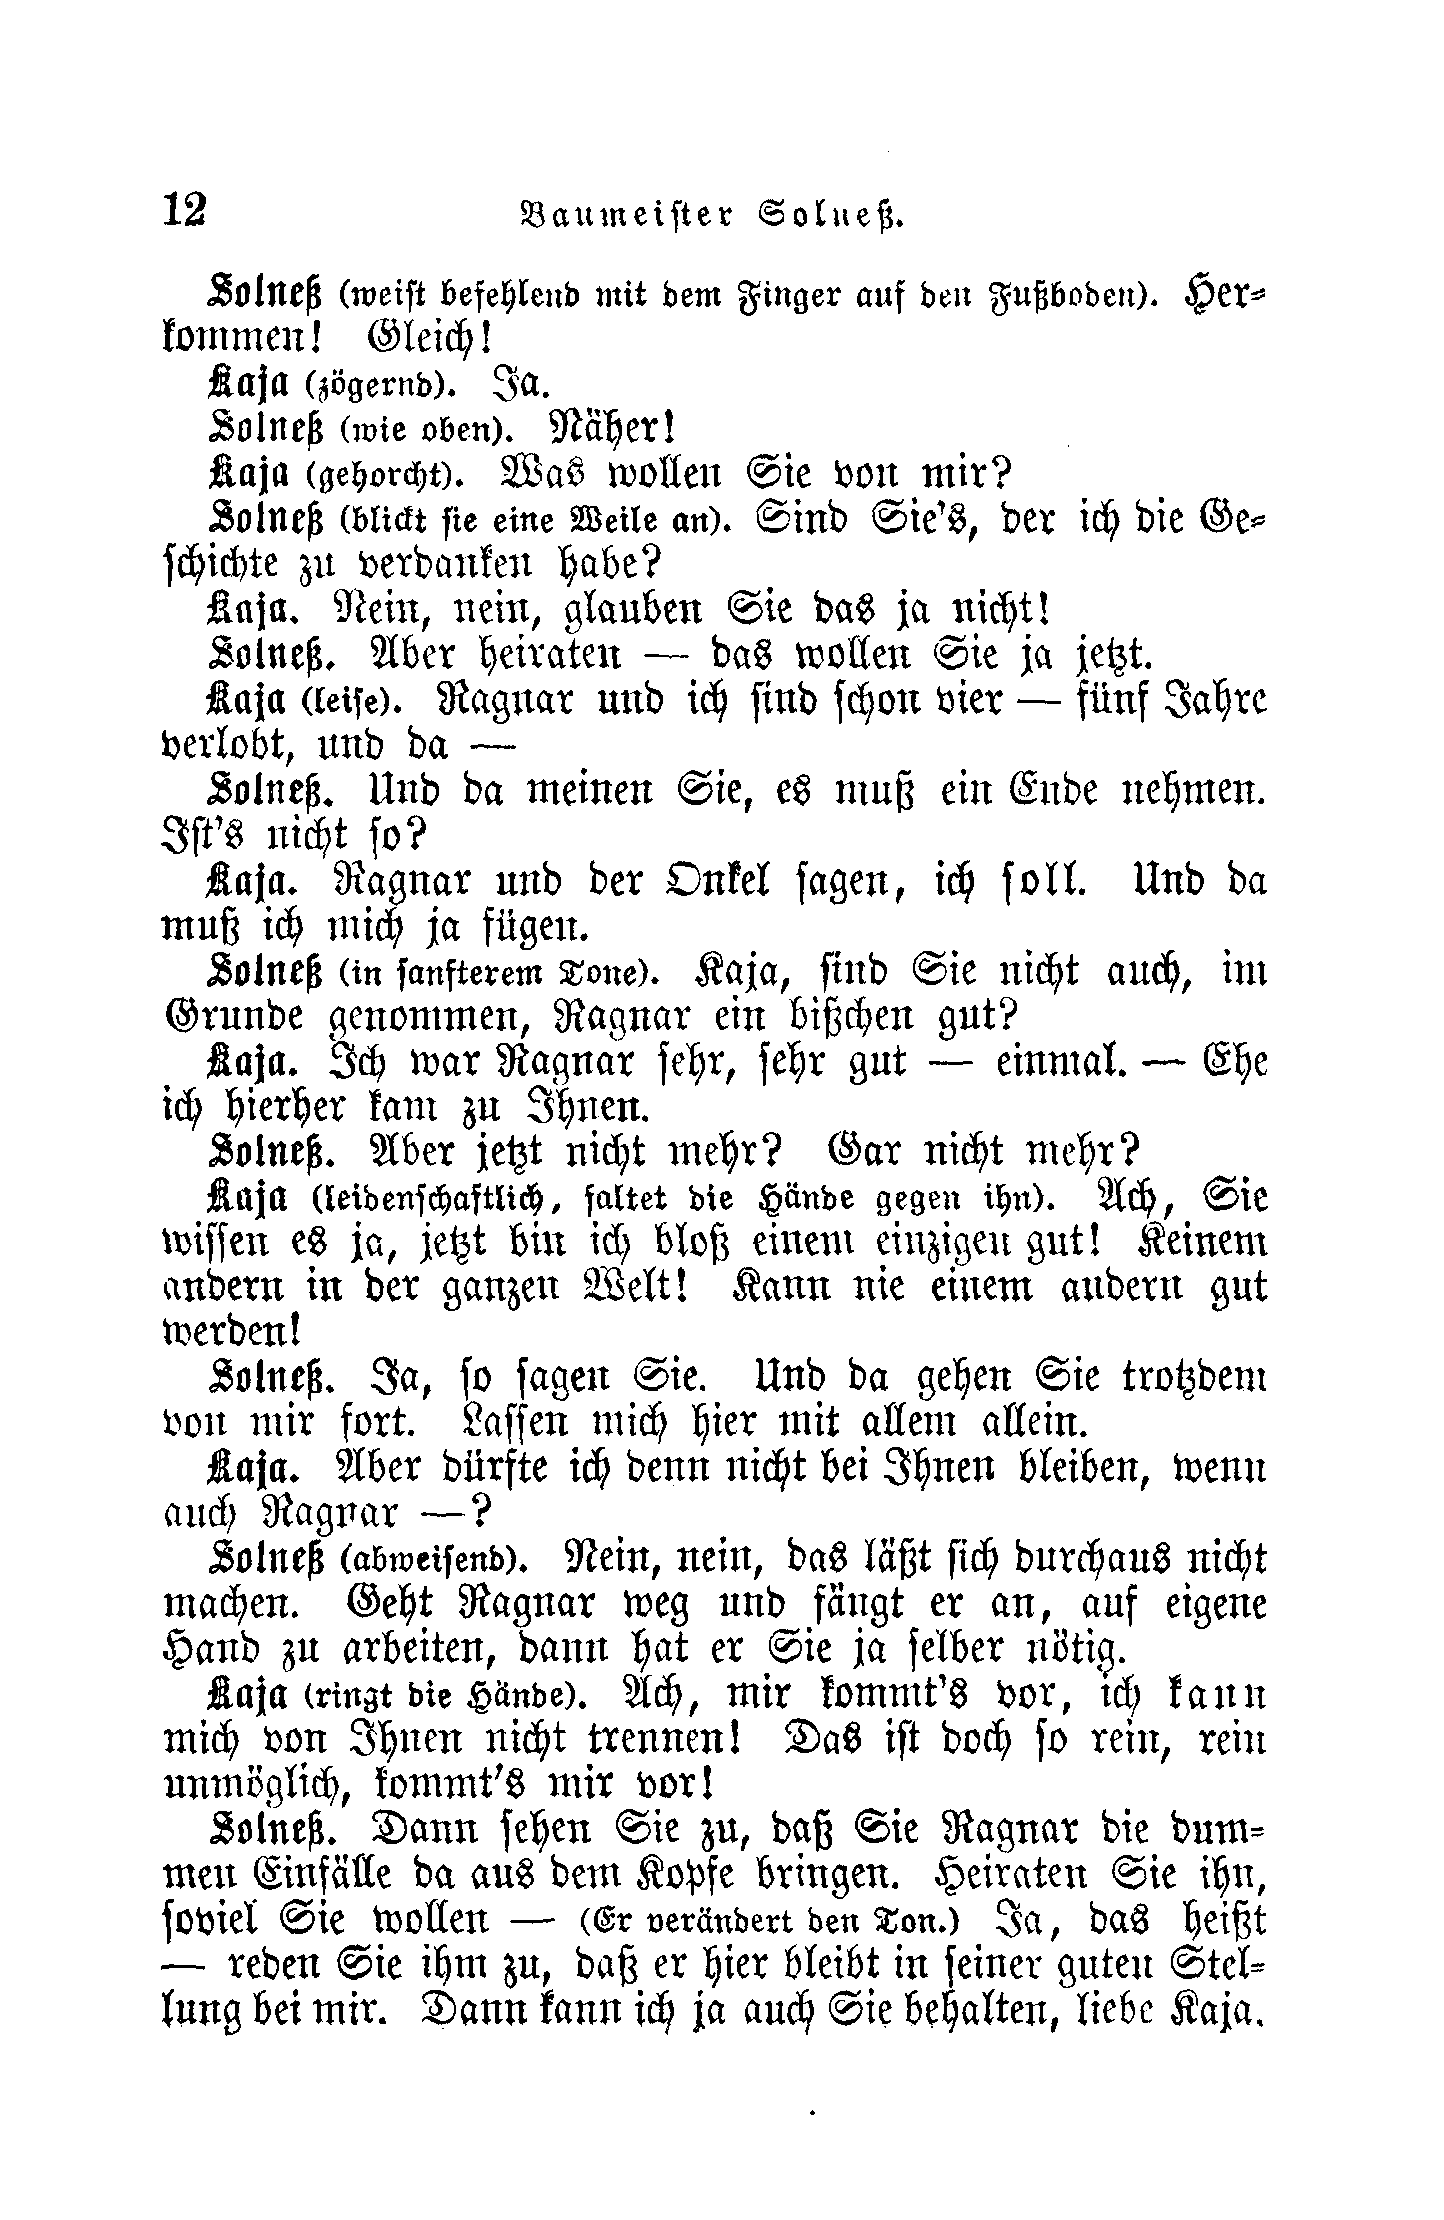 12 Baumeister Solneß.
Solneß (weist befehlend mit dem Finger auf den Fußboden). Her-
kommen! Gleich!
Kaja (zögernd). Ja.
Solneß (wie oben). Näher!
Kaja (gehorcht). Was wollen Sie von mir?
Solneß (blickt sie eine Weile an). Sind Sie's, der ich die Ge-
schichte zu verdanken habe?
Kaja. Nein, nein, glauben Sie das ja nicht!
Solneß. Aber heiraten — das wollen Sie ja jetzt.
Kaja (leise). Ragnar und ich sind schon vier — fünf Jahre
verlobt, und da —
Solneß. Und da meinen Sie, es muß ein Ende nehmen.
Ist's nicht so?
Kaja. Ragnar und der Onkel sagen, ich soll. Und da
muß ich mich ja fügen.
Solneß (in sanfterem Tone). Kaja, sind Sie nicht auch, im
Grunde genommen, Ragnar ein bißchen gut?
Kaja. Ich war Ragnar sehr, sehr gut — einmal. — Ehe
ich hierher kam zu Ihnen.
Solneß. Aber jetzt nicht mehr? Gar nicht mehr?
Kaja (leidenschaftlich, faltet die Hände gegen ihn). Ach, Sie
wissen es ja, jetzt bin ich bloß einem einzigen gut! Keinem
andern in der ganzen Welt! Kann nie einem andern gut
werden!
Solneß. Ja, so sagen Sie. Und da gehen Sie trotzdem
von mir fort. Lassen mich hier mit allem allein.
Kaja. Aber dürfte ich denn nicht bei Ihnen bleiben, wenn
auch Ragnar —?
Solneß (abweisend). Nein, nein, das läßt sich durchaus nicht
machen. Geht Ragnar weg und fängt er an, auf eigene
Hand zu arbeiten, dann hat er Sie ja selber nötig.
Kaja (ringt die Hände). Ach, mir kommt's vor, ich kann
mich von Ihnen nicht trennen! Das ist doch so rein, rein
unmöglich, kommt's mir vor!
Solneß. Dann sehen Sie zu, daß Sie Ragnar die dum-
men Einfälle da aus dem Kopfe bringen. Heiraten Sie ihn,
soviel Sie wollen — (Er verändert den Ton.) Ja, das heißt
— reden Sie ihm zu, daß er hier bleibt in seiner guten Stel-
lung bei mir. Dann kann ich ja auch Sie behalten, liebe Kaja.